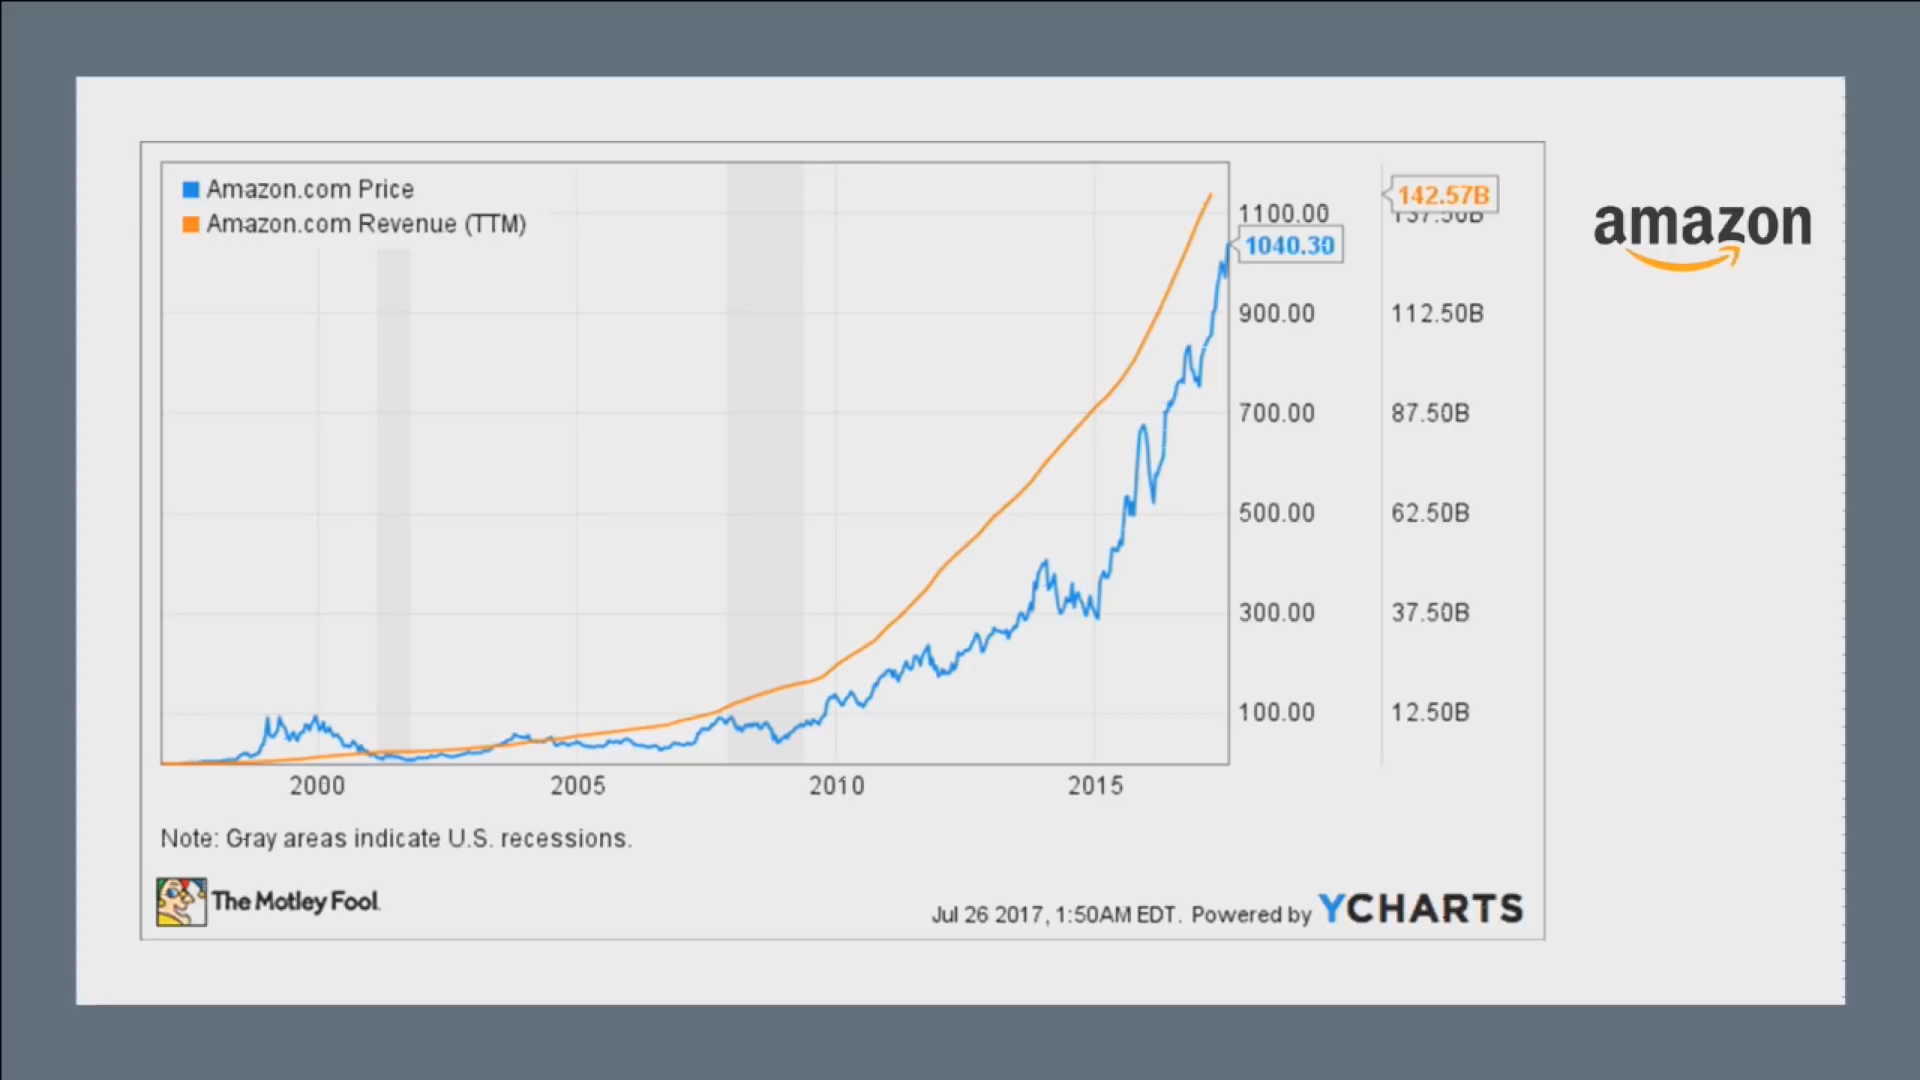 Amazon.com Price
Amazon.com Revenue (TTM)
142.57B
1100.00
137.50B
1040.30
amazon
900.00 112.50B
700.00 87.50B
500.00 62.50B
300.00 37.50B
100.00 12.50B
2000 2005 2010 2015
Note: Gray areas indicate U.S. recessions.
The Motley Fool.
Jul 26 2017, 1:50AM EDT. Powered by YCHARTS